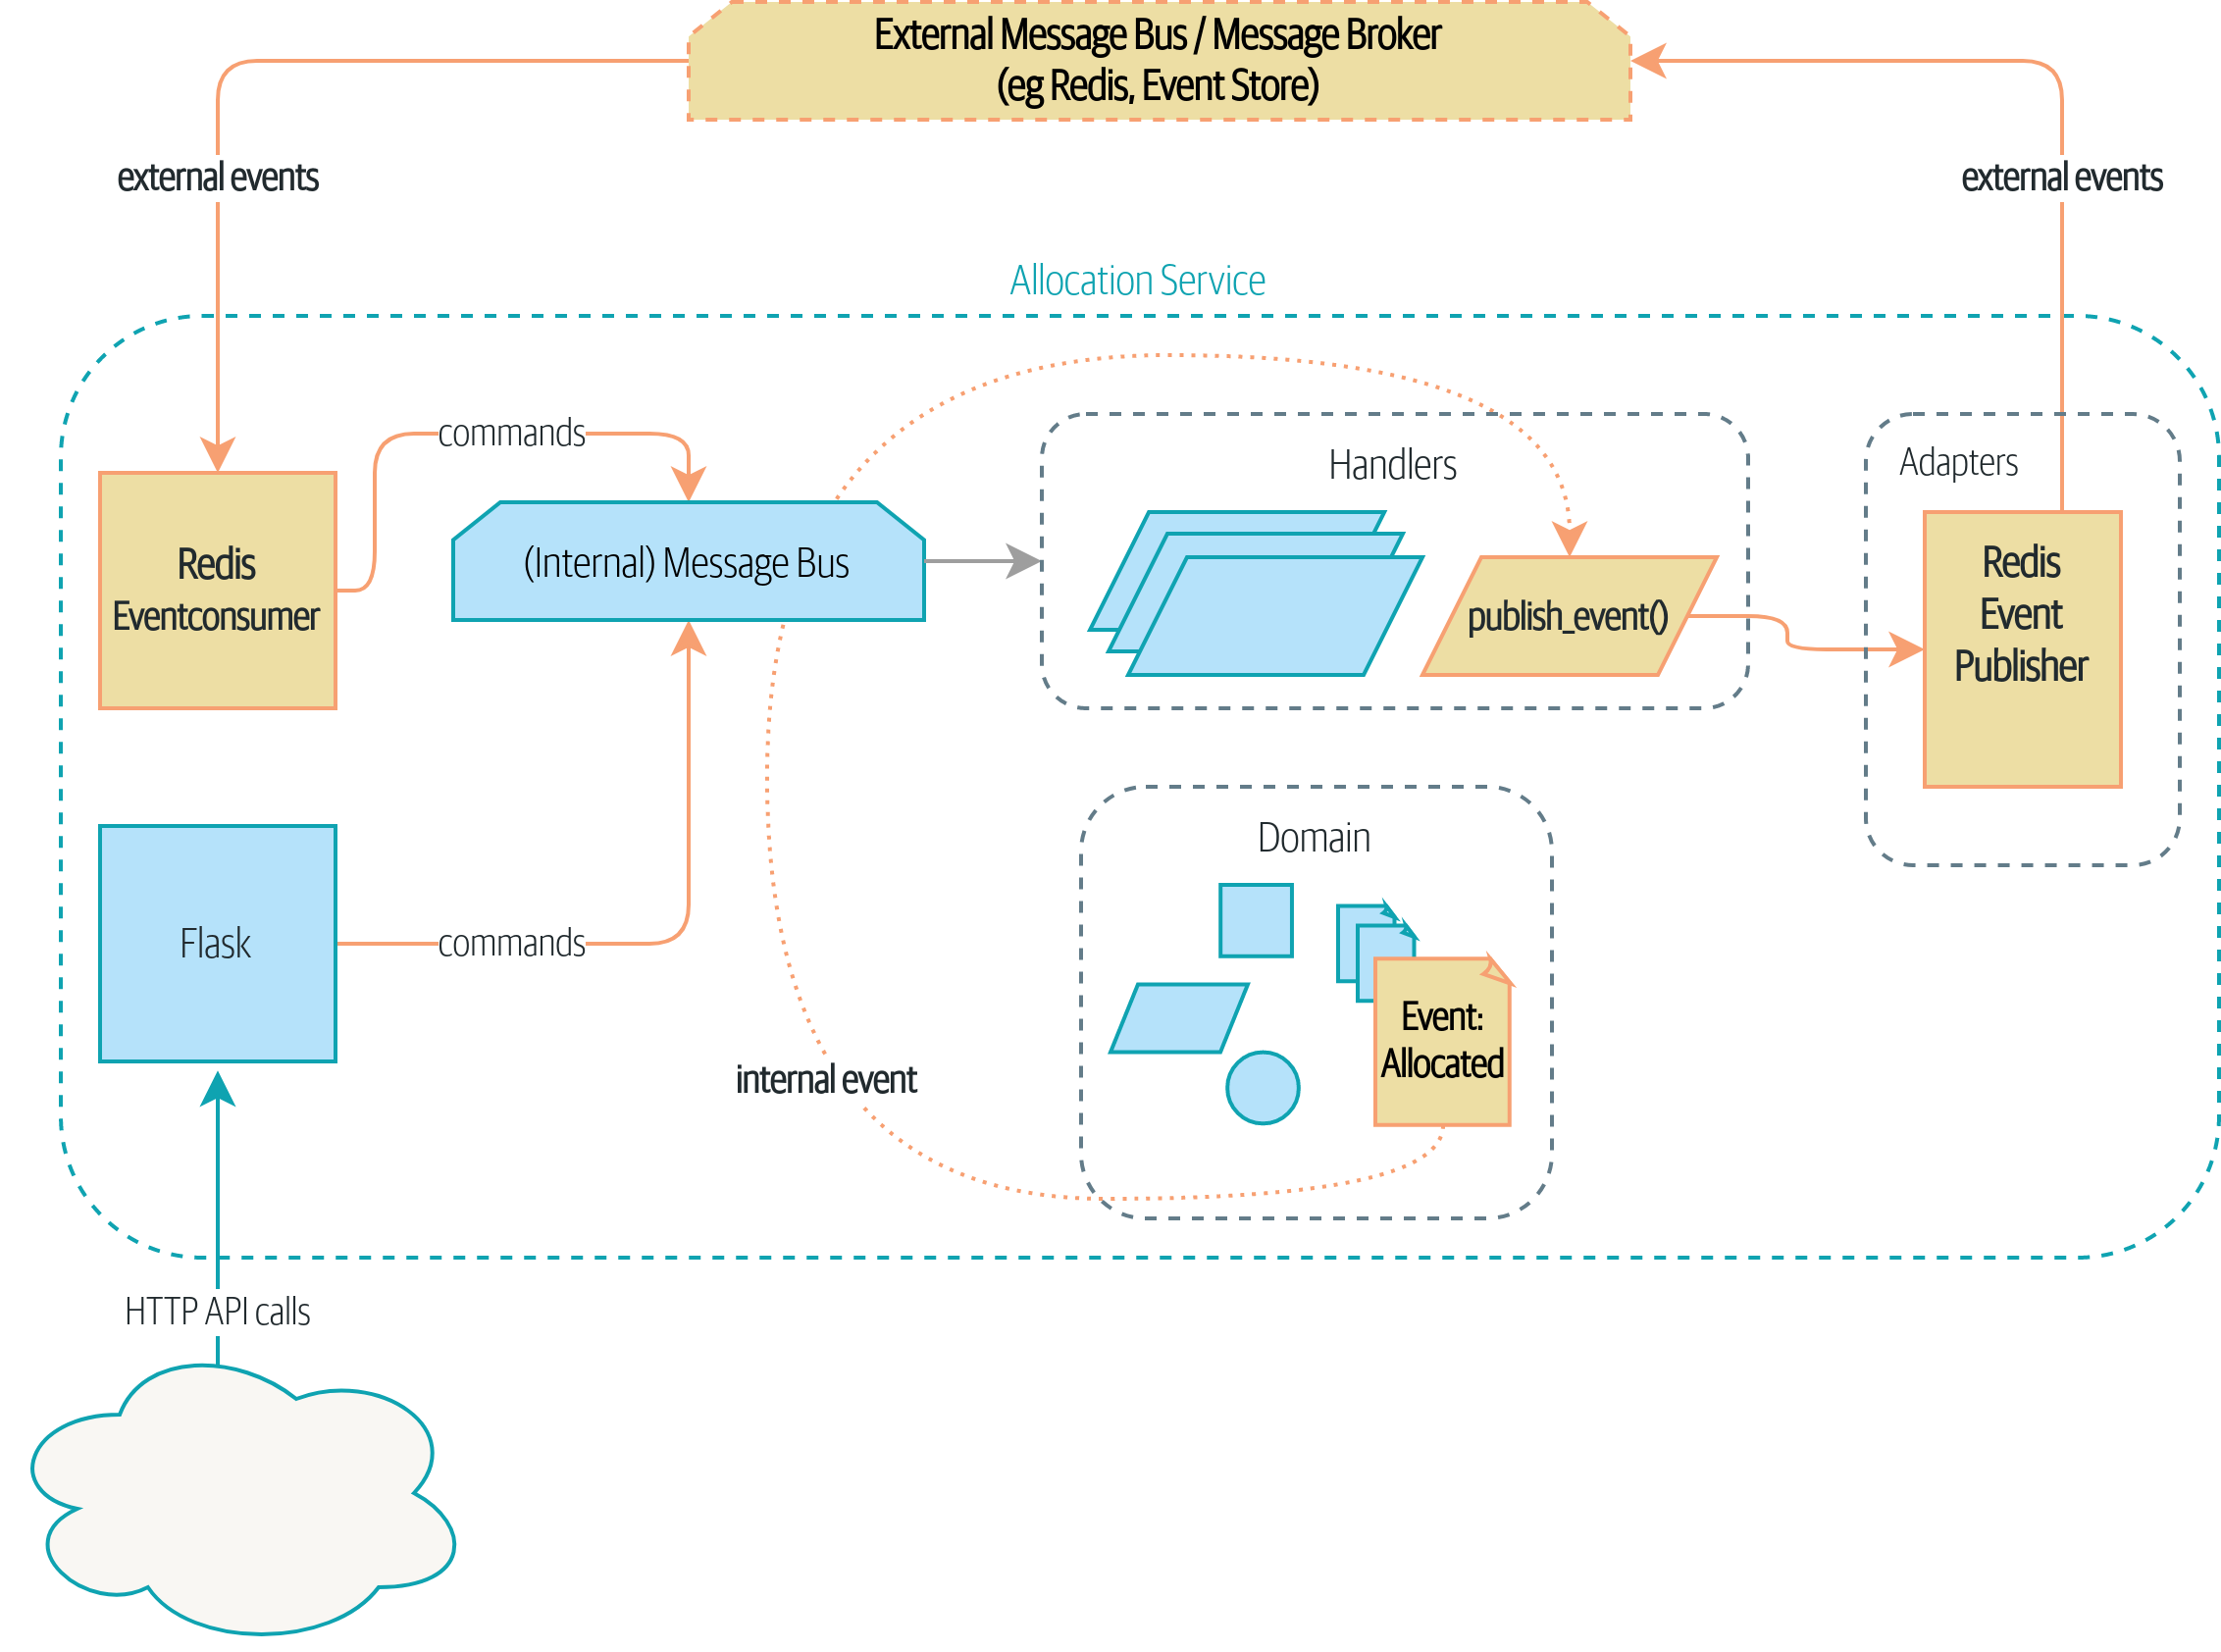 External Message Bus / Message Broker
(eg Redis, Event Store)
external events
external events
Allocation Service
commands
Handlers
Adapters
Redis
Eventconsumer
(Internal) Message Bus
publish_event()
Redis
Event
Publisher
Domain
Flask
commands
Event:
Allocated
internal event
HTTP API calls